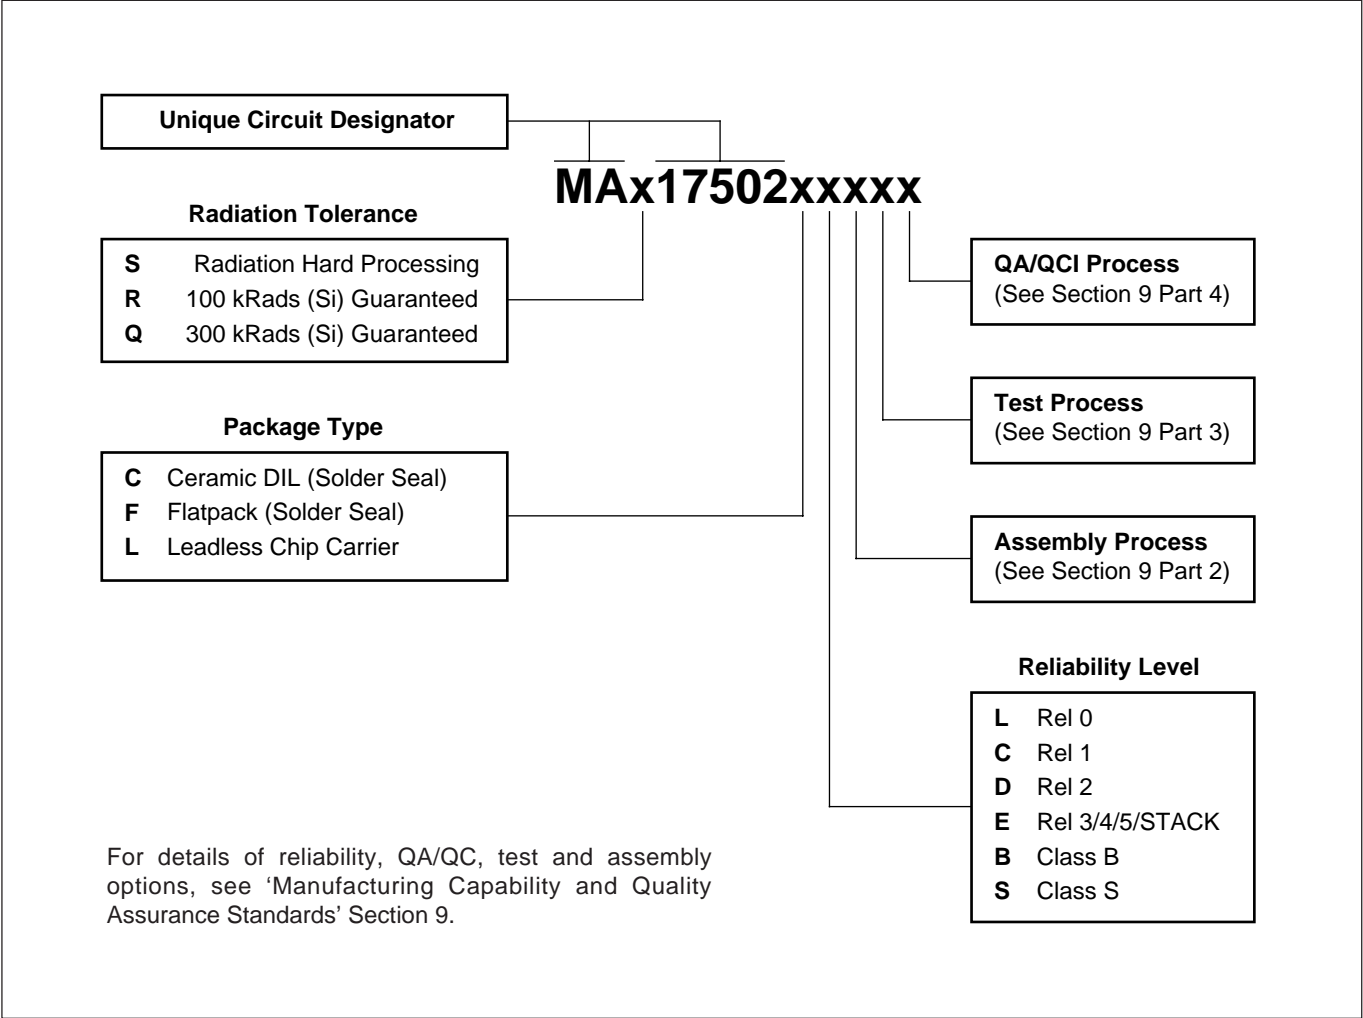 Unique Circuit Designator
MAx17502xxxxx
Radiation Tolerance
S Radiation Hard Processing
R 100 kRads (Si) Guaranteed
Q 300 kRads (Si) Guaranteed
Package Type
C Ceramic DIL (Solder Seal)
F Flatpack (Solder Seal)
L Leadless Chip Carrier
QA/QCI Process
(See Section 9 Part 4)
Test Process
(See Section 9 Part 3)
Assembly Process
(See Section 9 Part 2)
Reliability Level
L Rel 0
C Rel 1
D Rel 2
E Rel 3/4/5/STACK
B Class B
S Class S
For details of reliability, QA/QC, test and assembly
options, see ‘Manufacturing Capability and Quality
Assurance Standards’ Section 9.